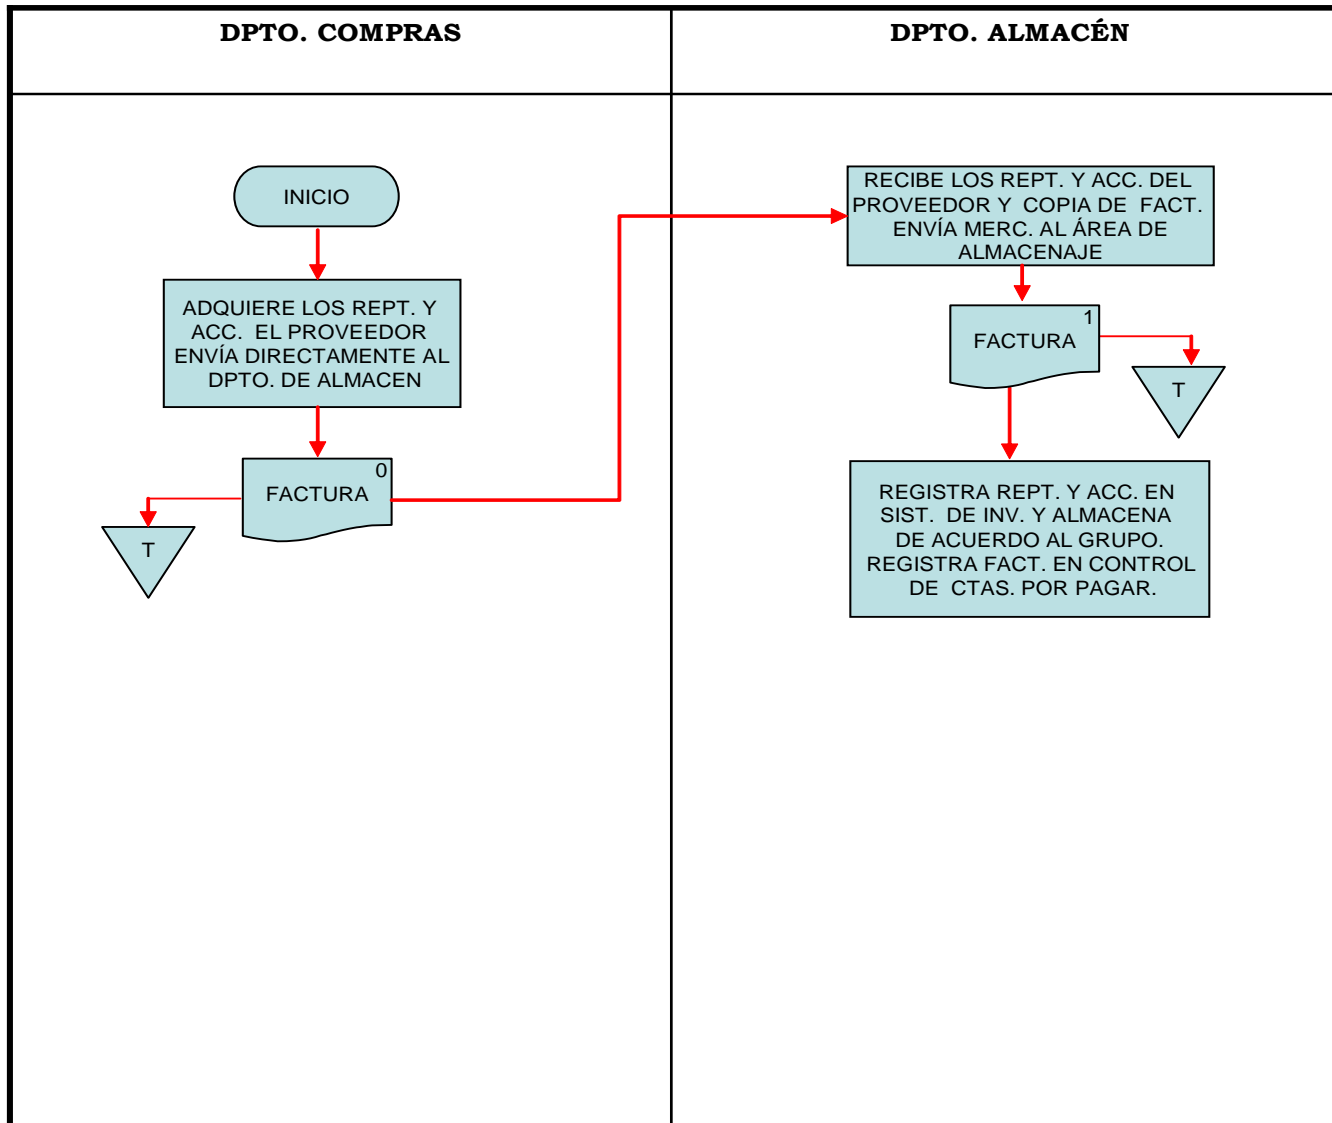 DPTO. COMPRAS
DPTO. ALMACÉN
INICIO
ADQUIERE LOS REPT. Y
ACC. EL PROVEEDOR
ENVÍA DIRECTAMENTE AL
DPTO. DE ALMACEN
0
FACTURA
T
RECIBE LOS REPT. Y ACC. DEL
PROVEEDOR Y COPIA DE FACT.
ENVÍA MERC. AL ÁREA DE
ALMACENAJE
1
FACTURA
T
REGISTRA REPT. Y ACC. EN
SIST. DE INV. Y ALMACENA
DE ACUERDO AL GRUPO.
REGISTRA FACT. EN CONTROL
DE CTAS. POR PAGAR.